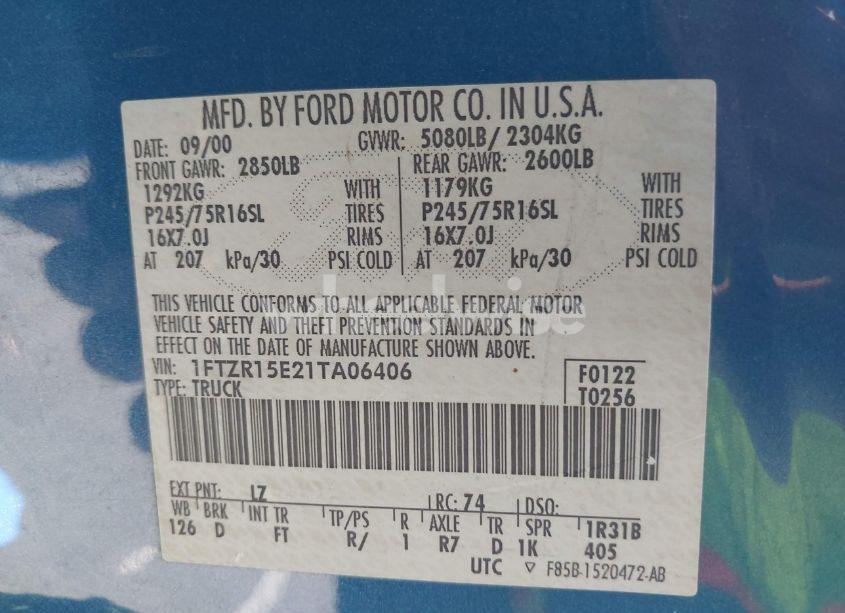 MFD. BY FORD MOTOR CO. IN U.S.A.
DATE: 09/00 GVWR: 5080LB/ 2304KG
FRONT GAWR: 2850LB REAR GAWR: 2600LB
1292KG WITH 1179KG WITH
P245/75R16SL TIRES P245/75R16SL TIRES
16X7.0J RIMS 16X7.0J RIMS
AT 207 kPa/30 PSI COLD AT 207 kPa/30 PSI COLD
THIS VEHICLE CONFORMS TO ALL APPLICABLE FEDERAL MOTOR
VEHICLE SAFETY AND THEFT PREVENTION STANDARDS IN
EFFECT ON THE DATE OF MANUFACTURE SHOWN ABOVE.
VIN: 1FTZR15E21TA06406 F0122
TYPE: TRUCK T0256
EXT PNT: LZ RC: 74 DSO:
WB BRK INT TR TP/PS R AXLE TR SPR 1R31B
126 D FT R/ 1 R7 D 1K 405
UTC ▽ F85B-1520472-AB